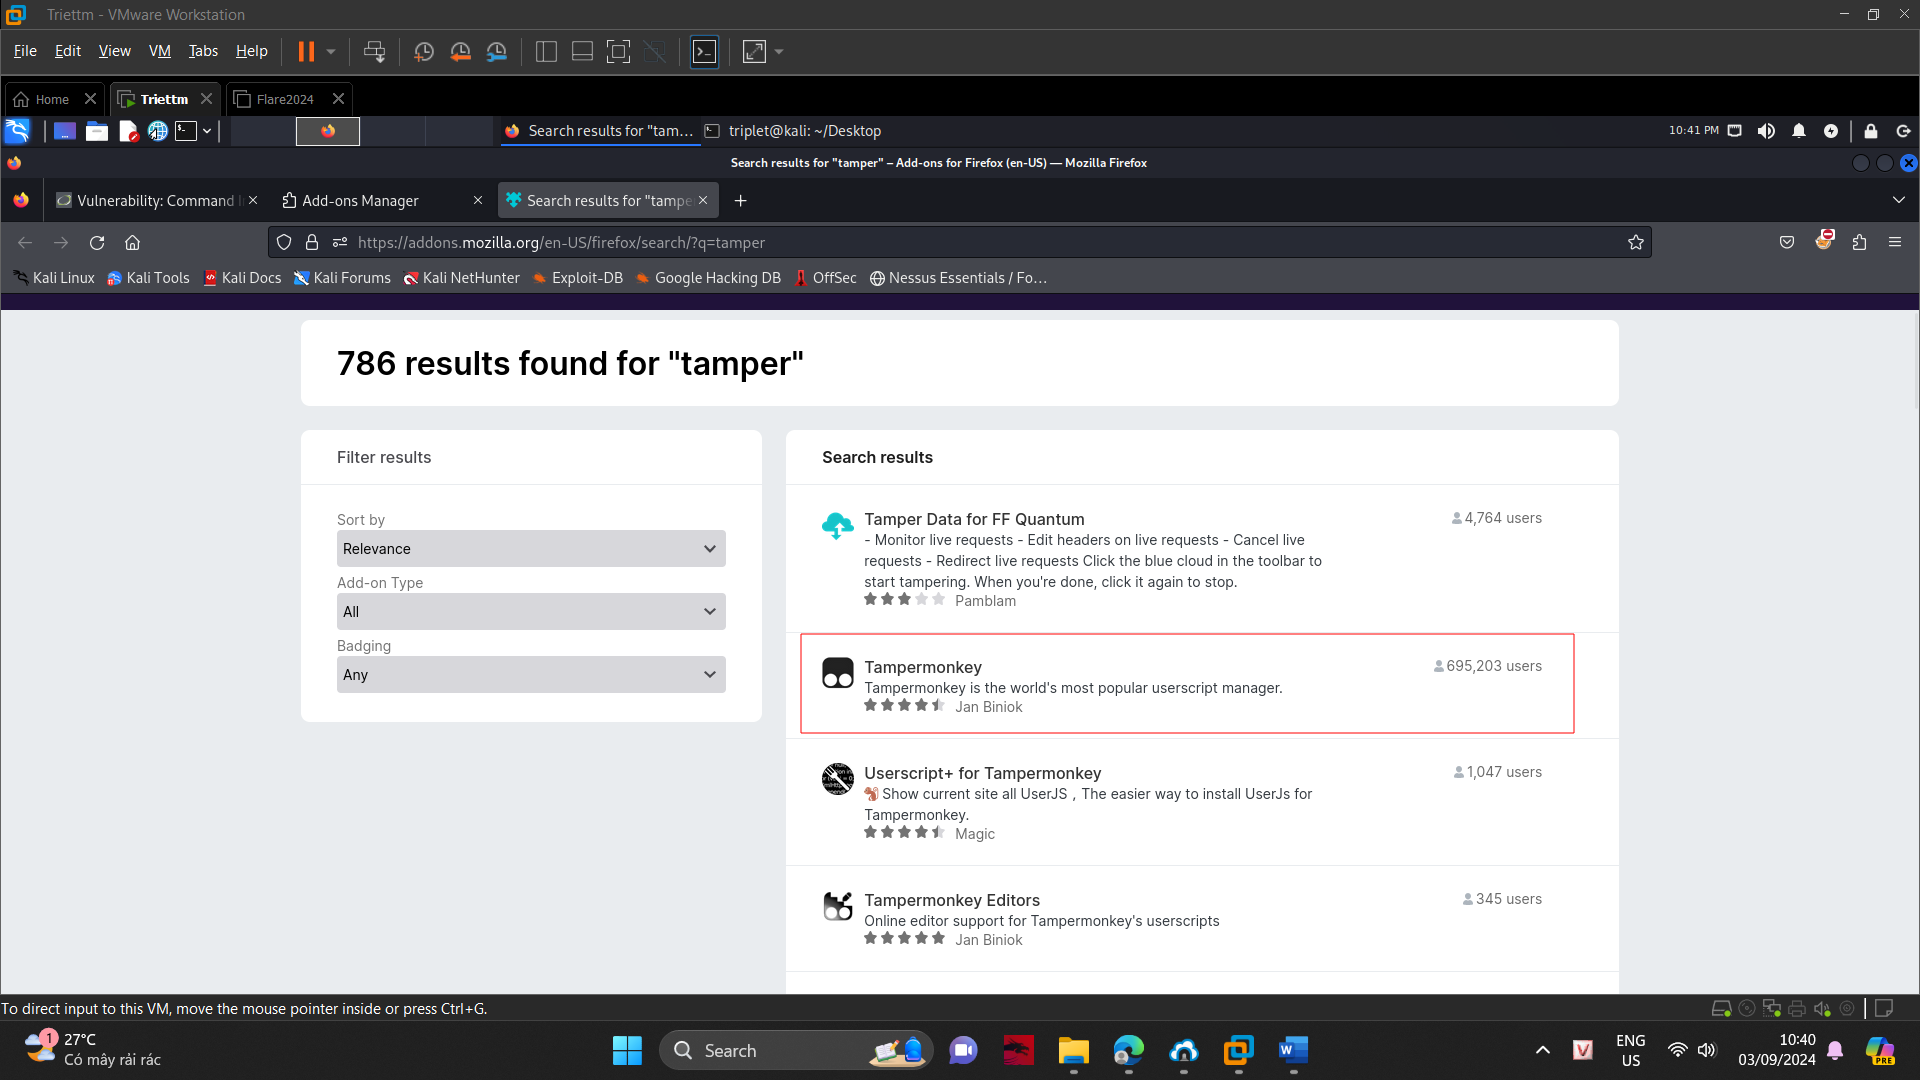 Triettm - VMware Workstation
File Edit View VM Tabs Help
Home Triettm Flare2024
Search results for "tam... triplet@kali: ~/Desktop 10:41 PM
Search results for "tamper" – Add-ons for Firefox (en-US) — Mozilla Firefox
Vulnerability: Command Add-ons Manager Search results for "tampe
https://addons.mozilla.org/en-US/firefox/search/?q=tamper
Kali Linux Kali Tools Kali Docs Kali Forums Kali NetHunter Exploit-DB Google Hacking DB OffSec Nessus Essentials / Fo...
786 results found for "tamper"
Filter results
Sort by
Relevance
Add-on Type
All
Badging
Any
Search results
Tamper Data for FF Quantum 4,764 users
- Monitor live requests - Edit headers on live requests - Cancel live
requests - Redirect live requests Click the blue cloud in the toolbar to
start tampering. When you're done, click it again to stop.
Pamblam
Tampermonkey 695,203 users
Tampermonkey is the world's most popular userscript manager.
Jan Biniok
Userscript+ for Tampermonkey 1,047 users
Show current site all UserJS , The easier way to install UserJs for
Tampermonkey.
Magic
Tampermonkey Editors 345 users
Online editor support for Tampermonkey's userscripts
Jan Biniok
To direct input to this VM, move the mouse pointer inside or press Ctrl+G.
1 27°C
Có mây rải rác
Search
ENG
US
10:40
03/09/2024
PRE